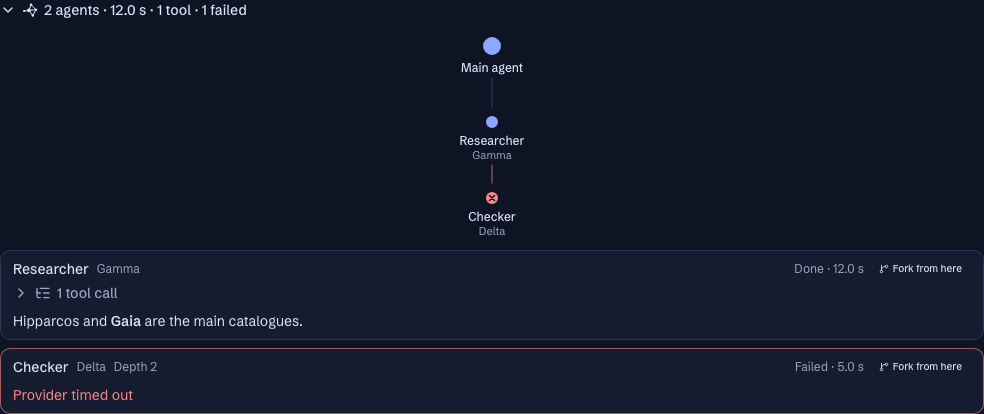 2 agents · 12.0 s · 1 tool · 1 failed
Main agent
Researcher
Gamma
Checker
Delta
Researcher Gamma Done · 12.0 s Fork from here
1 tool call
Hipparcos and Gaia are the main catalogues.
Checker Delta Depth 2 Failed · 5.0 s Fork from here
Provider timed out